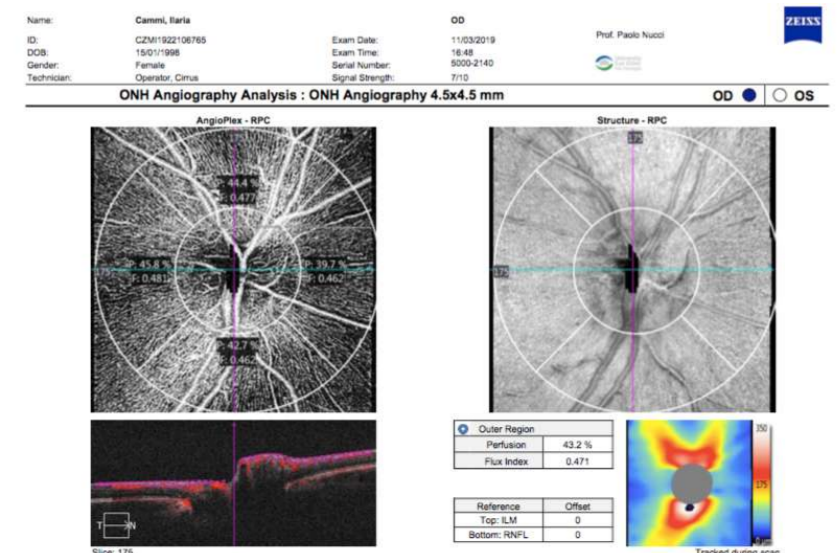 Name: Cammi, Ilaria OD
ID: CZMI1922106765 Exam Date: 11/03/2019 Prof. Paolo Nucci
DOB: 15/01/1998 Exam Time: 16:48
Gender: Female Serial Number: 5000-2140
Technician: Operator, Cirrus Signal Strength: 7/10
ZEISS
ONH Angiography Analysis : ONH Angiography 4.5x4.5 mm OD OS
AngioPlex - RPC Structure - RPC
175
P: 44.4 %
F: 0.477
P: 45.8 % P: 39.7 %
F: 0.481 F: 0.462
175
P: 42.7 %
F: 0.462
Outer Region
Perfusion 43.2 %
Flux Index 0.471
350
175
0 µm
Reference Offset
Top: ILM 0
Bottom: RNFL 0
T N
Slice: 175 Tracked during scan